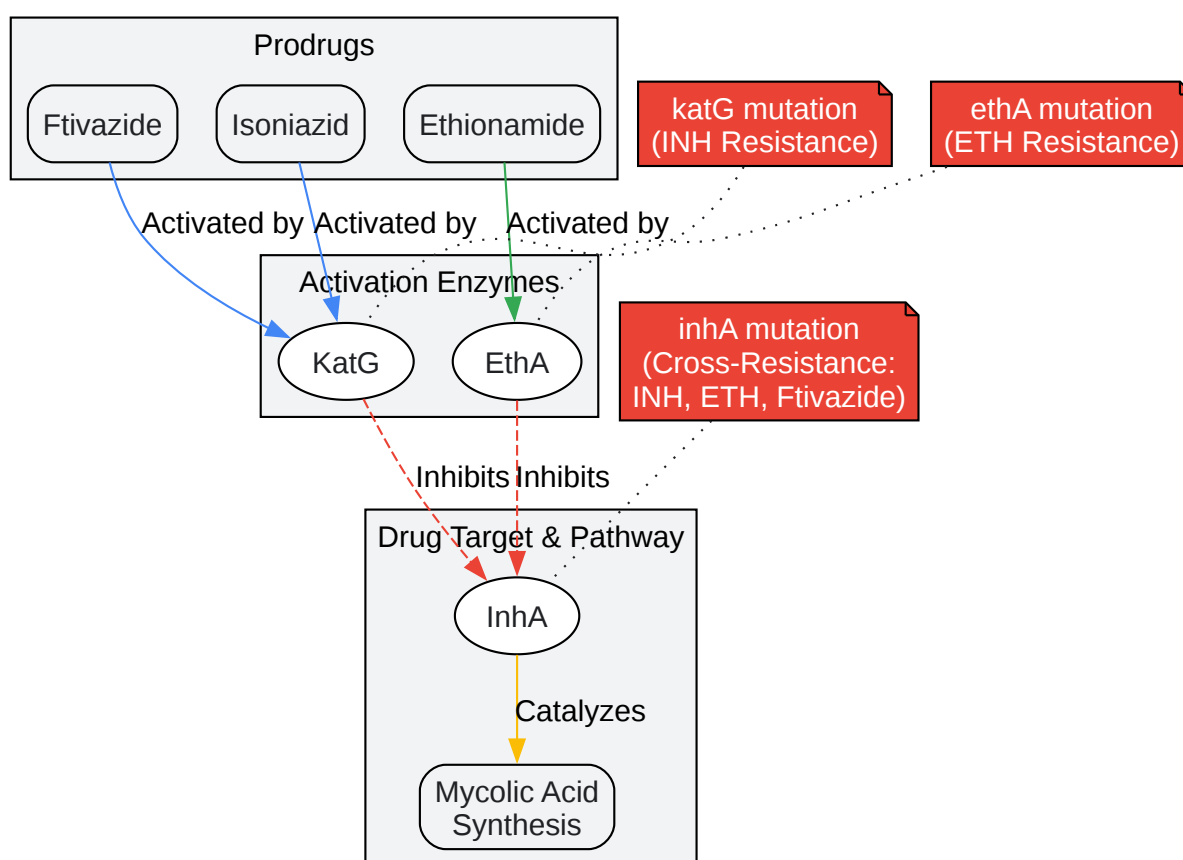 Prodrugs
Ftivazide
Isoniazid
Ethionamide
katG mutation
(INH Resistance)
ethA mutation
(ETH Resistance)
Activated by
Activated by
Activated by
Activation Enzymes
KatG
EthA
inhA mutation
(Cross-Resistance:
INH, ETH, Ftivazide)
Inhibits
Inhibits
Drug Target & Pathway
InhA
Catalyzes
Mycolic Acid
Synthesis